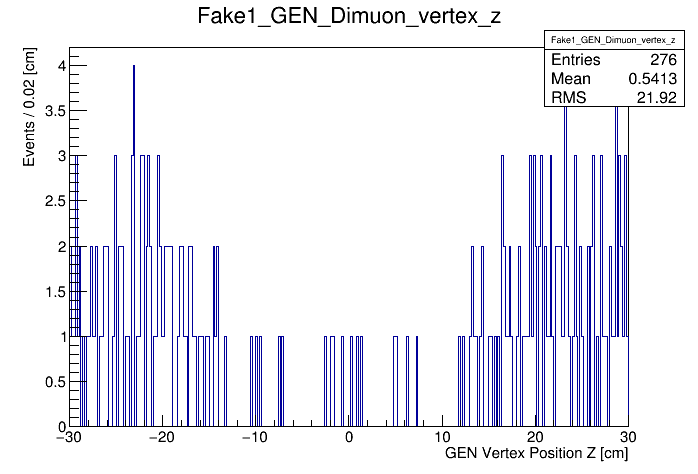 Fake1_GEN_Dimuon_vertex_z
Fake1_GEN_Dimuon_vertex_z
Entries 276
Mean 0.5413
RMS 21.92
Events / 0.02 [cm]
4
3.5
3
2.5
2
1.5
1
0.5
0
−30 −20 −10 0 10 20 30
GEN Vertex Position Z [cm]